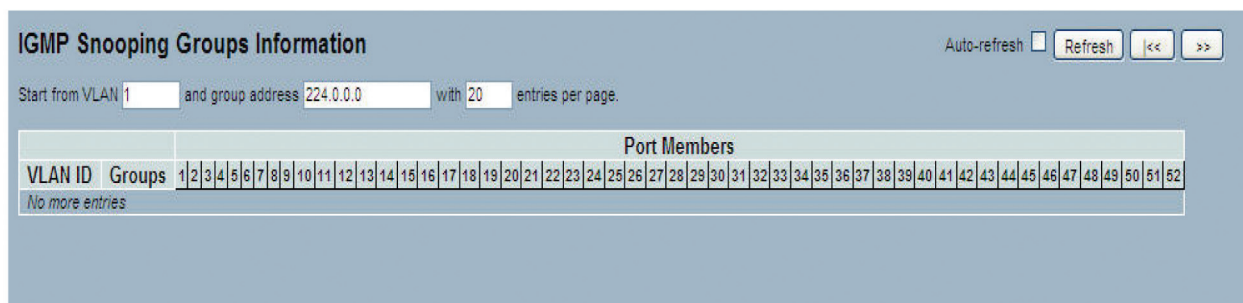 IGMP Snooping Groups Information
Auto-refresh Refresh |<< >>
Start from VLAN 1 and group address 224.0.0.0 with 20 entries per page.
Port Members
VLAN ID Groups 1 2 3 4 5 6 7 8 9 10 11 12 13 14 15 16 17 18 19 20 21 22 23 24 25 26 27 28 29 30 31 32 33 34 35 36 37 38 39 40 41 42 43 44 45 46 47 48 49 50 51 52
No more entries